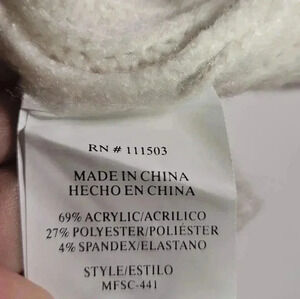 RN # 111503
MADE IN CHINA
HECHO EN CHINA
69% ACRYLIC/ACRILICO
27% POLYESTER/POLIÉSTER
4% SPANDEX/ELASTANO
STYLE/ESTILO
MFSC-441